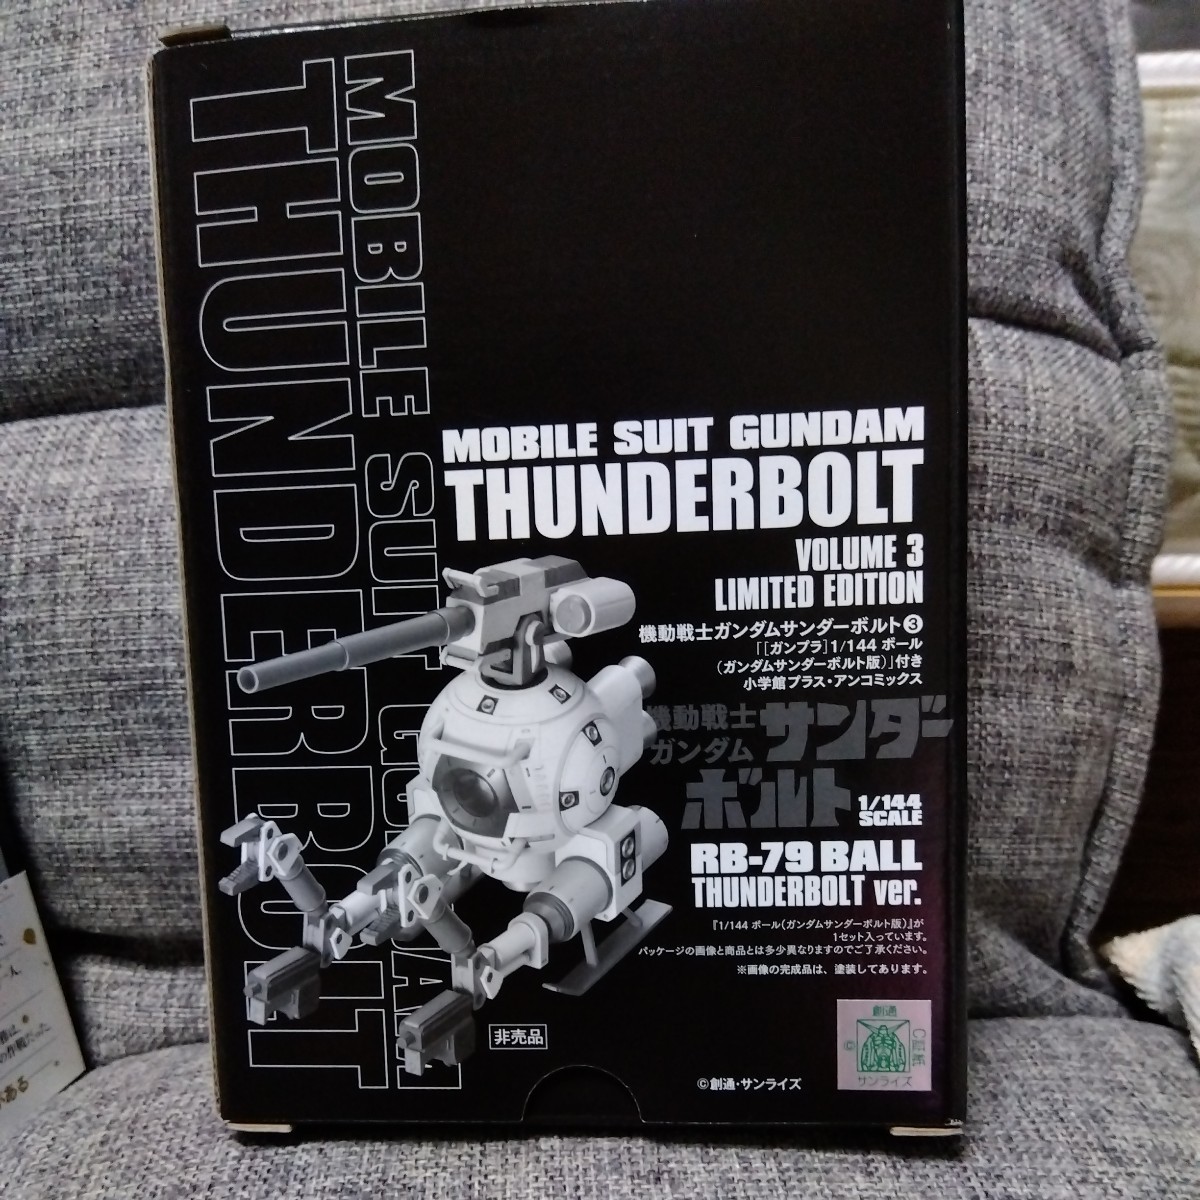 MOBILE SUIT GUNDAM
THUNDERBOLT
MOBILE SUIT GUNDAM
THUNDERBOLT
VOLUME 3
LIMITED EDITION
機動戦士ガンダムサンダーボルト❸
「[ガンプラ]1/144 ボール
(ガンダムサンダーボルト版)」付き
小学館プラス・アンコミックス
機動戦士
ガンダム
サンダー
ボルト
1/144
SCALE
RB-79 BALL
THUNDERBOLT ver.
『1/144 ボール(ガンダムサンダーボルト版)』が
1セット入っています。
パッケージの画像と商品とは多少異なりますのでご了承ください。
※画像の完成品は、塗装してあります。
非売品
©創通・サンライズ
創通
©
サンライズ
ある